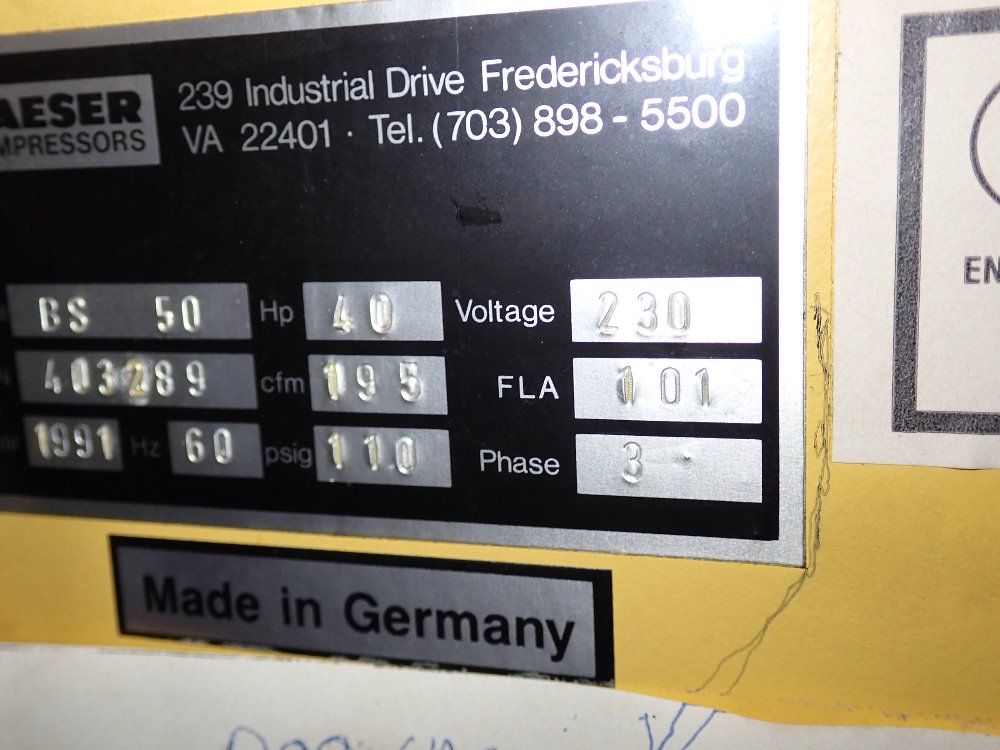 AESER
MPRESSORS
239 Industrial Drive Fredericksburg
VA 22401 · Tel. (703) 898 - 5500
BS 50 Hp 40 Voltage 230
403289 cfm 195 FLA 101
1991 Hz 60 psig 110 Phase 3
Made in Germany
EN